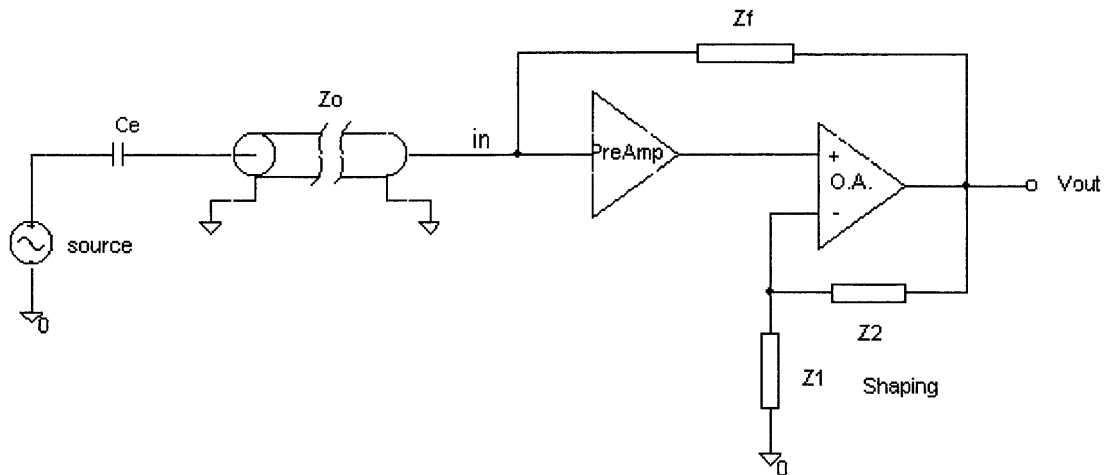 Zf
Zo
Ce
in
PreAmp
+
O.A.
-
Vout
source
0
Z2
Z1
Shaping
0